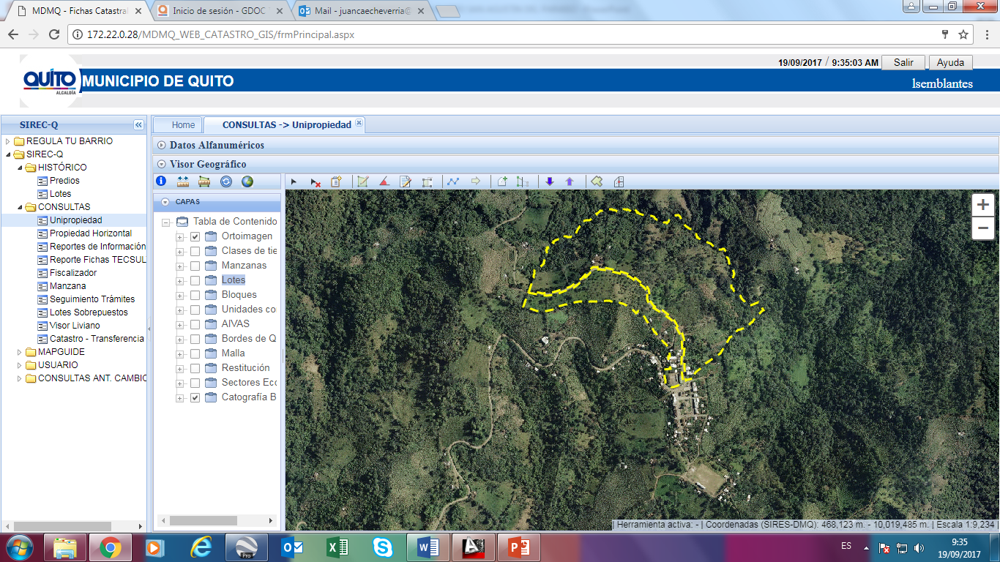 MDMQ - Fichas Catastral
Inicio de sesión - GDOC
Mail - juancaecheverria@
172.22.0.28/MDMQ_WEB_CATASTRO_GIS/frmPrincipal.aspx
19/09/2017 / 9:35:03 AM
Salir
Ayuda
QUITO
ALCALDÍA
MUNICIPIO DE QUITO
lsemblantes
SIREC-Q
Home
CONSULTAS -> Unipropiedad
REGULA TU BARRIO
SIREC-Q
HISTÓRICO
Predios
Lotes
CONSULTAS
Unipropiedad
Propiedad Horizontal
Reportes de Información
Reporte Fichas TECSUL
Fiscalizador
Manzana
Seguimiento Trámites
Lotes Sobrepuestos
Visor Liviano
Catastro - Transferencia
MAPGUIDE
USUARIO
CONSULTAS ANT. CAMBIO
Datos Alfanuméricos
Visor Geográfico
CAPAS
Tabla de Contenido
Ortoimagen
Clases de tie
Manzanas
Lotes
Bloques
Unidades co
AIVAS
Bordes de Q
Malla
Restitución
Sectores Eco
Catografía B
+
−
| Herramienta activa: - | Coordenadas (SIRES-DMQ): 468,123 m. - 10,019,485 m. | Escala 1:9,234 |
Pro
ES
9:35
19/09/2017